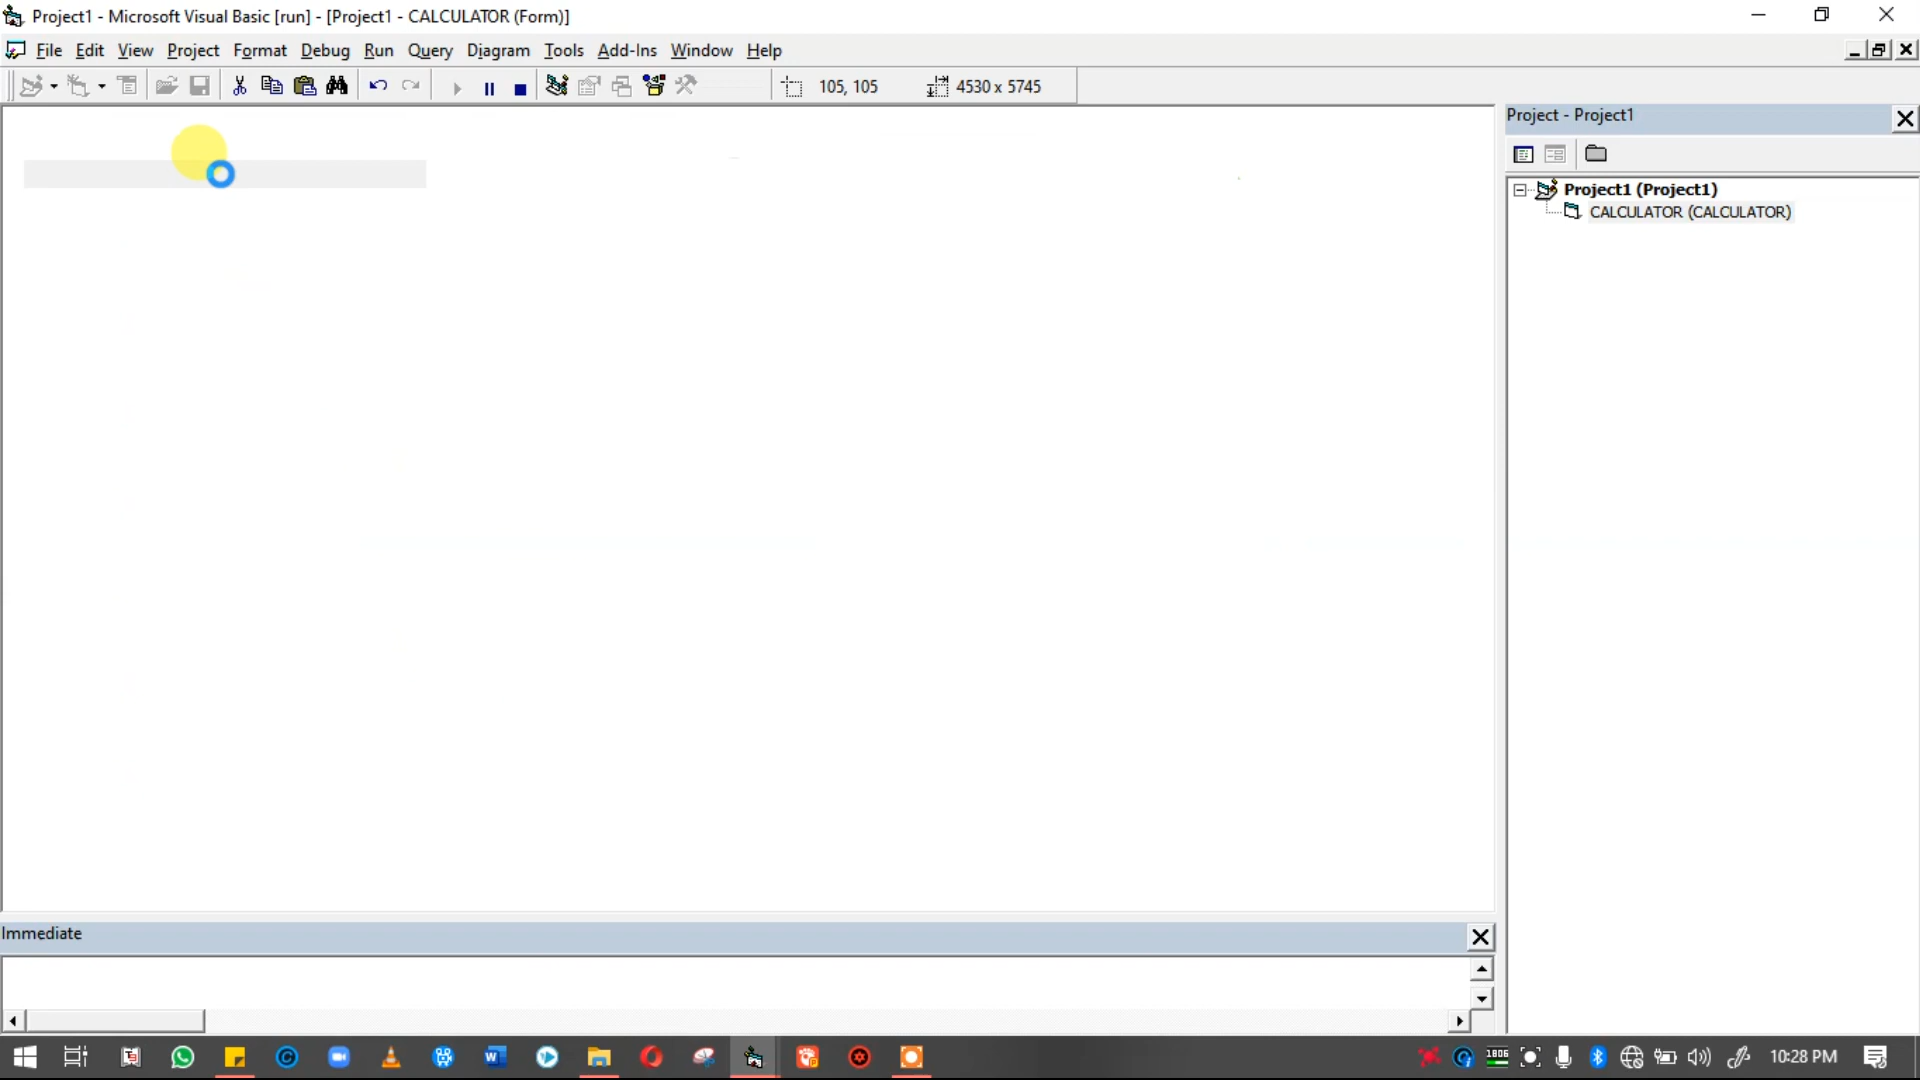 Project1 - Microsoft Visual Basic [run] - [Project1 - CALCULATOR (Form)]
File Edit View Project Format Debug Run Query Diagram Tools Add-Ins Window Help
105, 105 4530 x 5745
Project - Project1
Project1 (Project1)
CALCULATOR (CALCULATOR)
Immediate
1806
10:28 PM